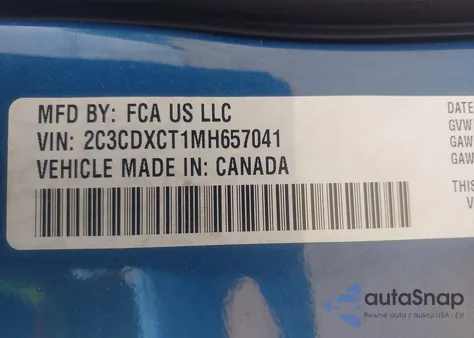 MFD BY: FCA US LLC
VIN: 2C3CDXCT1MH657041
VEHICLE MADE IN: CANADA
DATE
GVW
GAW
GAW
THIS
V
autoSnap
Pewne auta z aukcji USA - EU